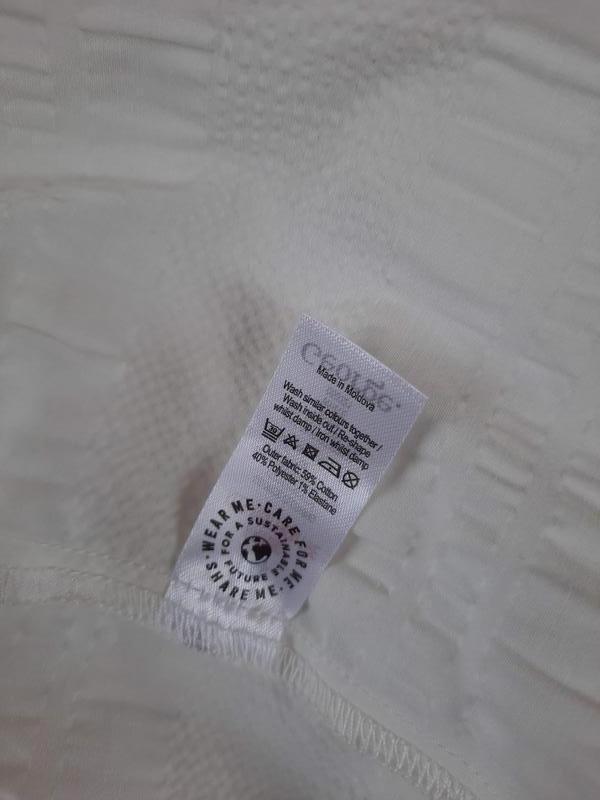 Made in Moldova
Wash similar colours together /
Wash inside out / Re-shape
whilst damp / Iron whilst damp
30
Outer fabric: 59% Cotton
40% Polyester 1% Elastane
WEAR ME · CARE FOR ME · SHARE ME ·
FOR A SUSTAINABLE FUTURE